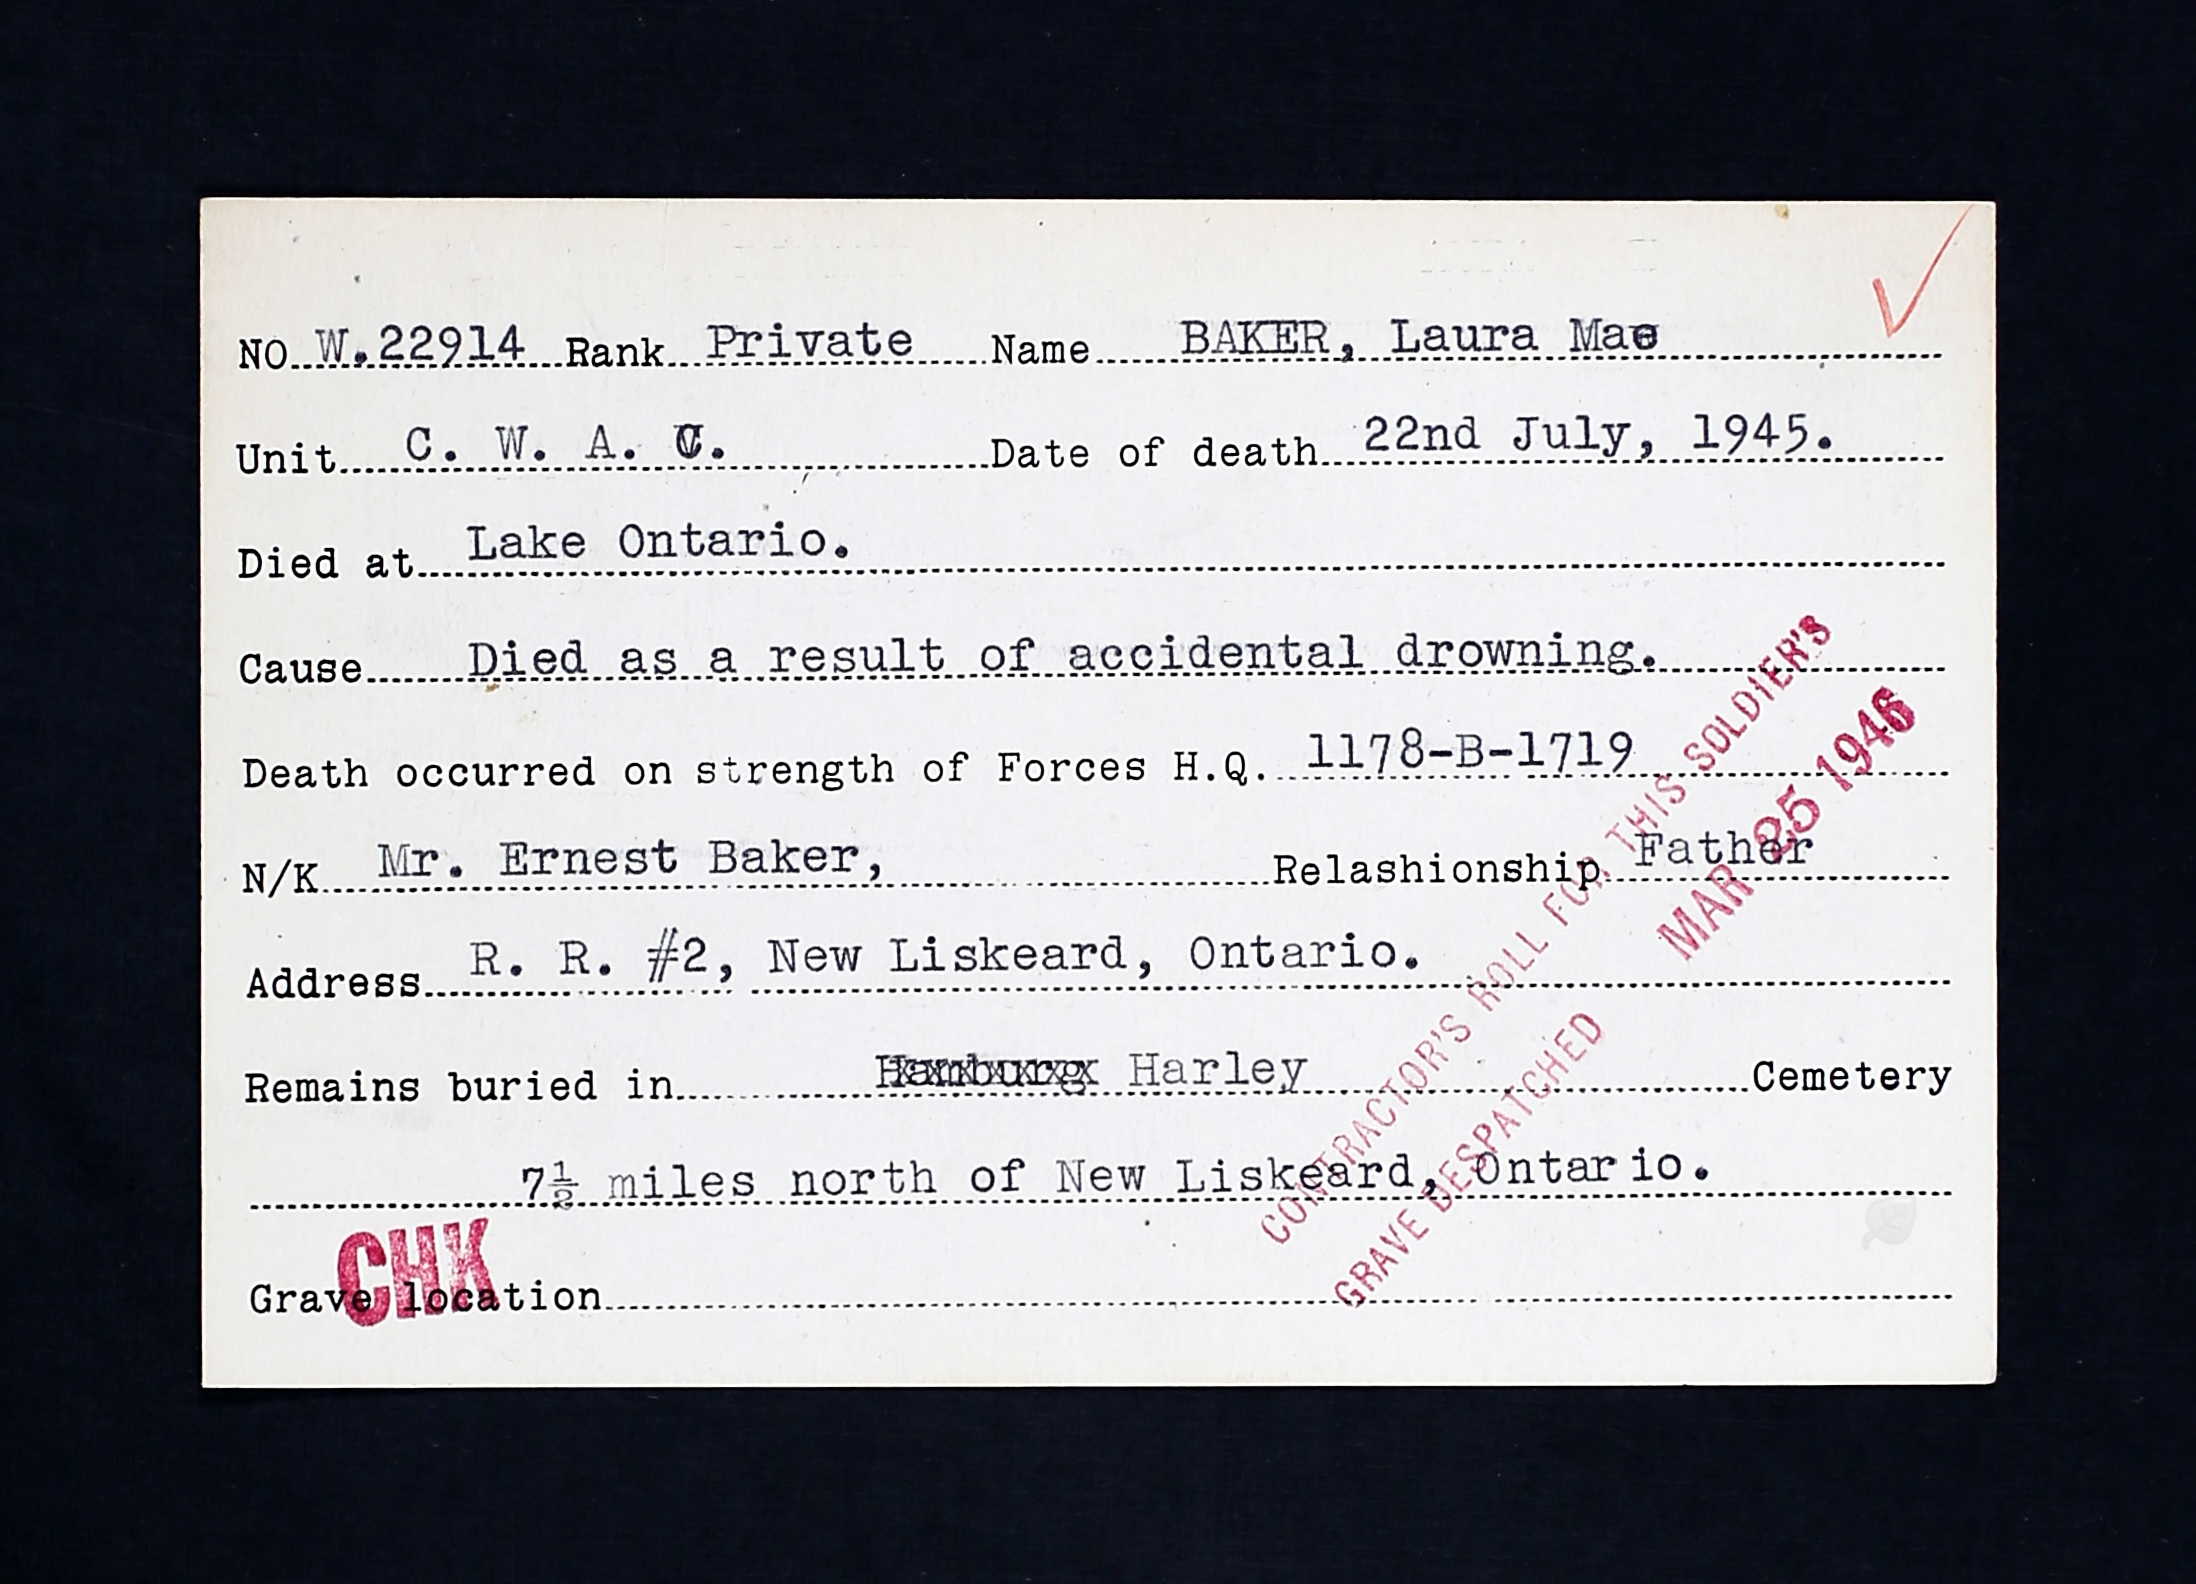 NO. W.22914 Rank Private Name BAKER, Laura Mae
Unit C. W. A. C. Date of death 22nd July, 1945.
Died at Lake Ontario.
Cause Died as a result of accidental drowning.
Death occurred on strength of Forces H.Q. 1178-B-1719
N/K Mr. Ernest Baker, Relashionship Father
Address R. R. #2, New Liskeard, Ontario.
Remains buried in Hamburg Harley Cemetery
7½ miles north of New Liskeard, Ontario.
Grave location
CHK
CONTRACTOR'S ROLL FOR THIS SOLDIER'S
GRAVE DESPATCHED MAR 25 1946